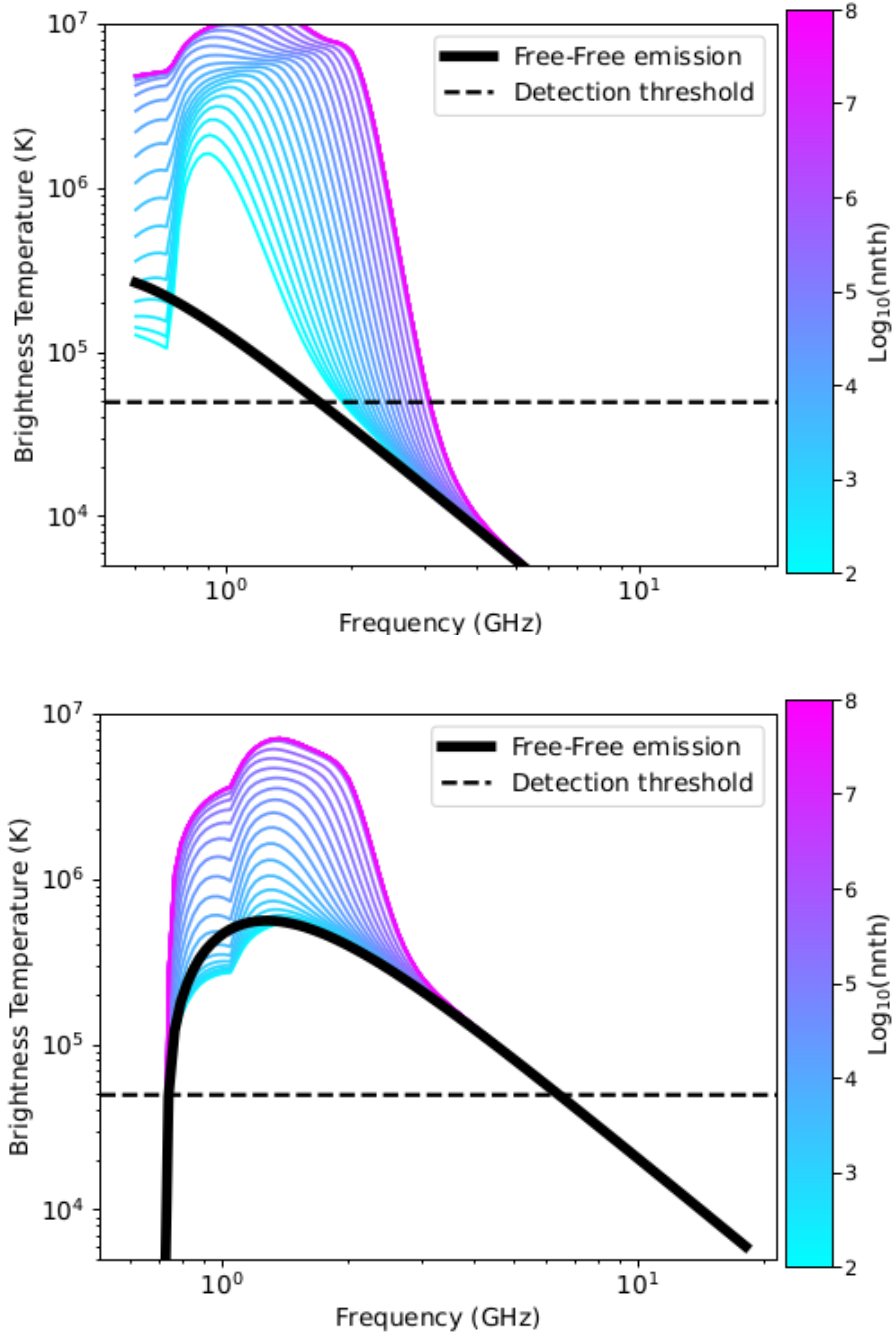 10⁷
10⁶
10⁵
10⁴
Brightness Temperature (K)
Free-Free emission
Detection threshold
10⁰
10¹
Frequency (GHz)
8
7
6
5
4
3
2
Log₁₀(nnth)
10⁷
10⁶
10⁵
10⁴
Brightness Temperature (K)
Free-Free emission
Detection threshold
10⁰
10¹
Frequency (GHz)
8
7
6
5
4
3
2
Log₁₀(nnth)